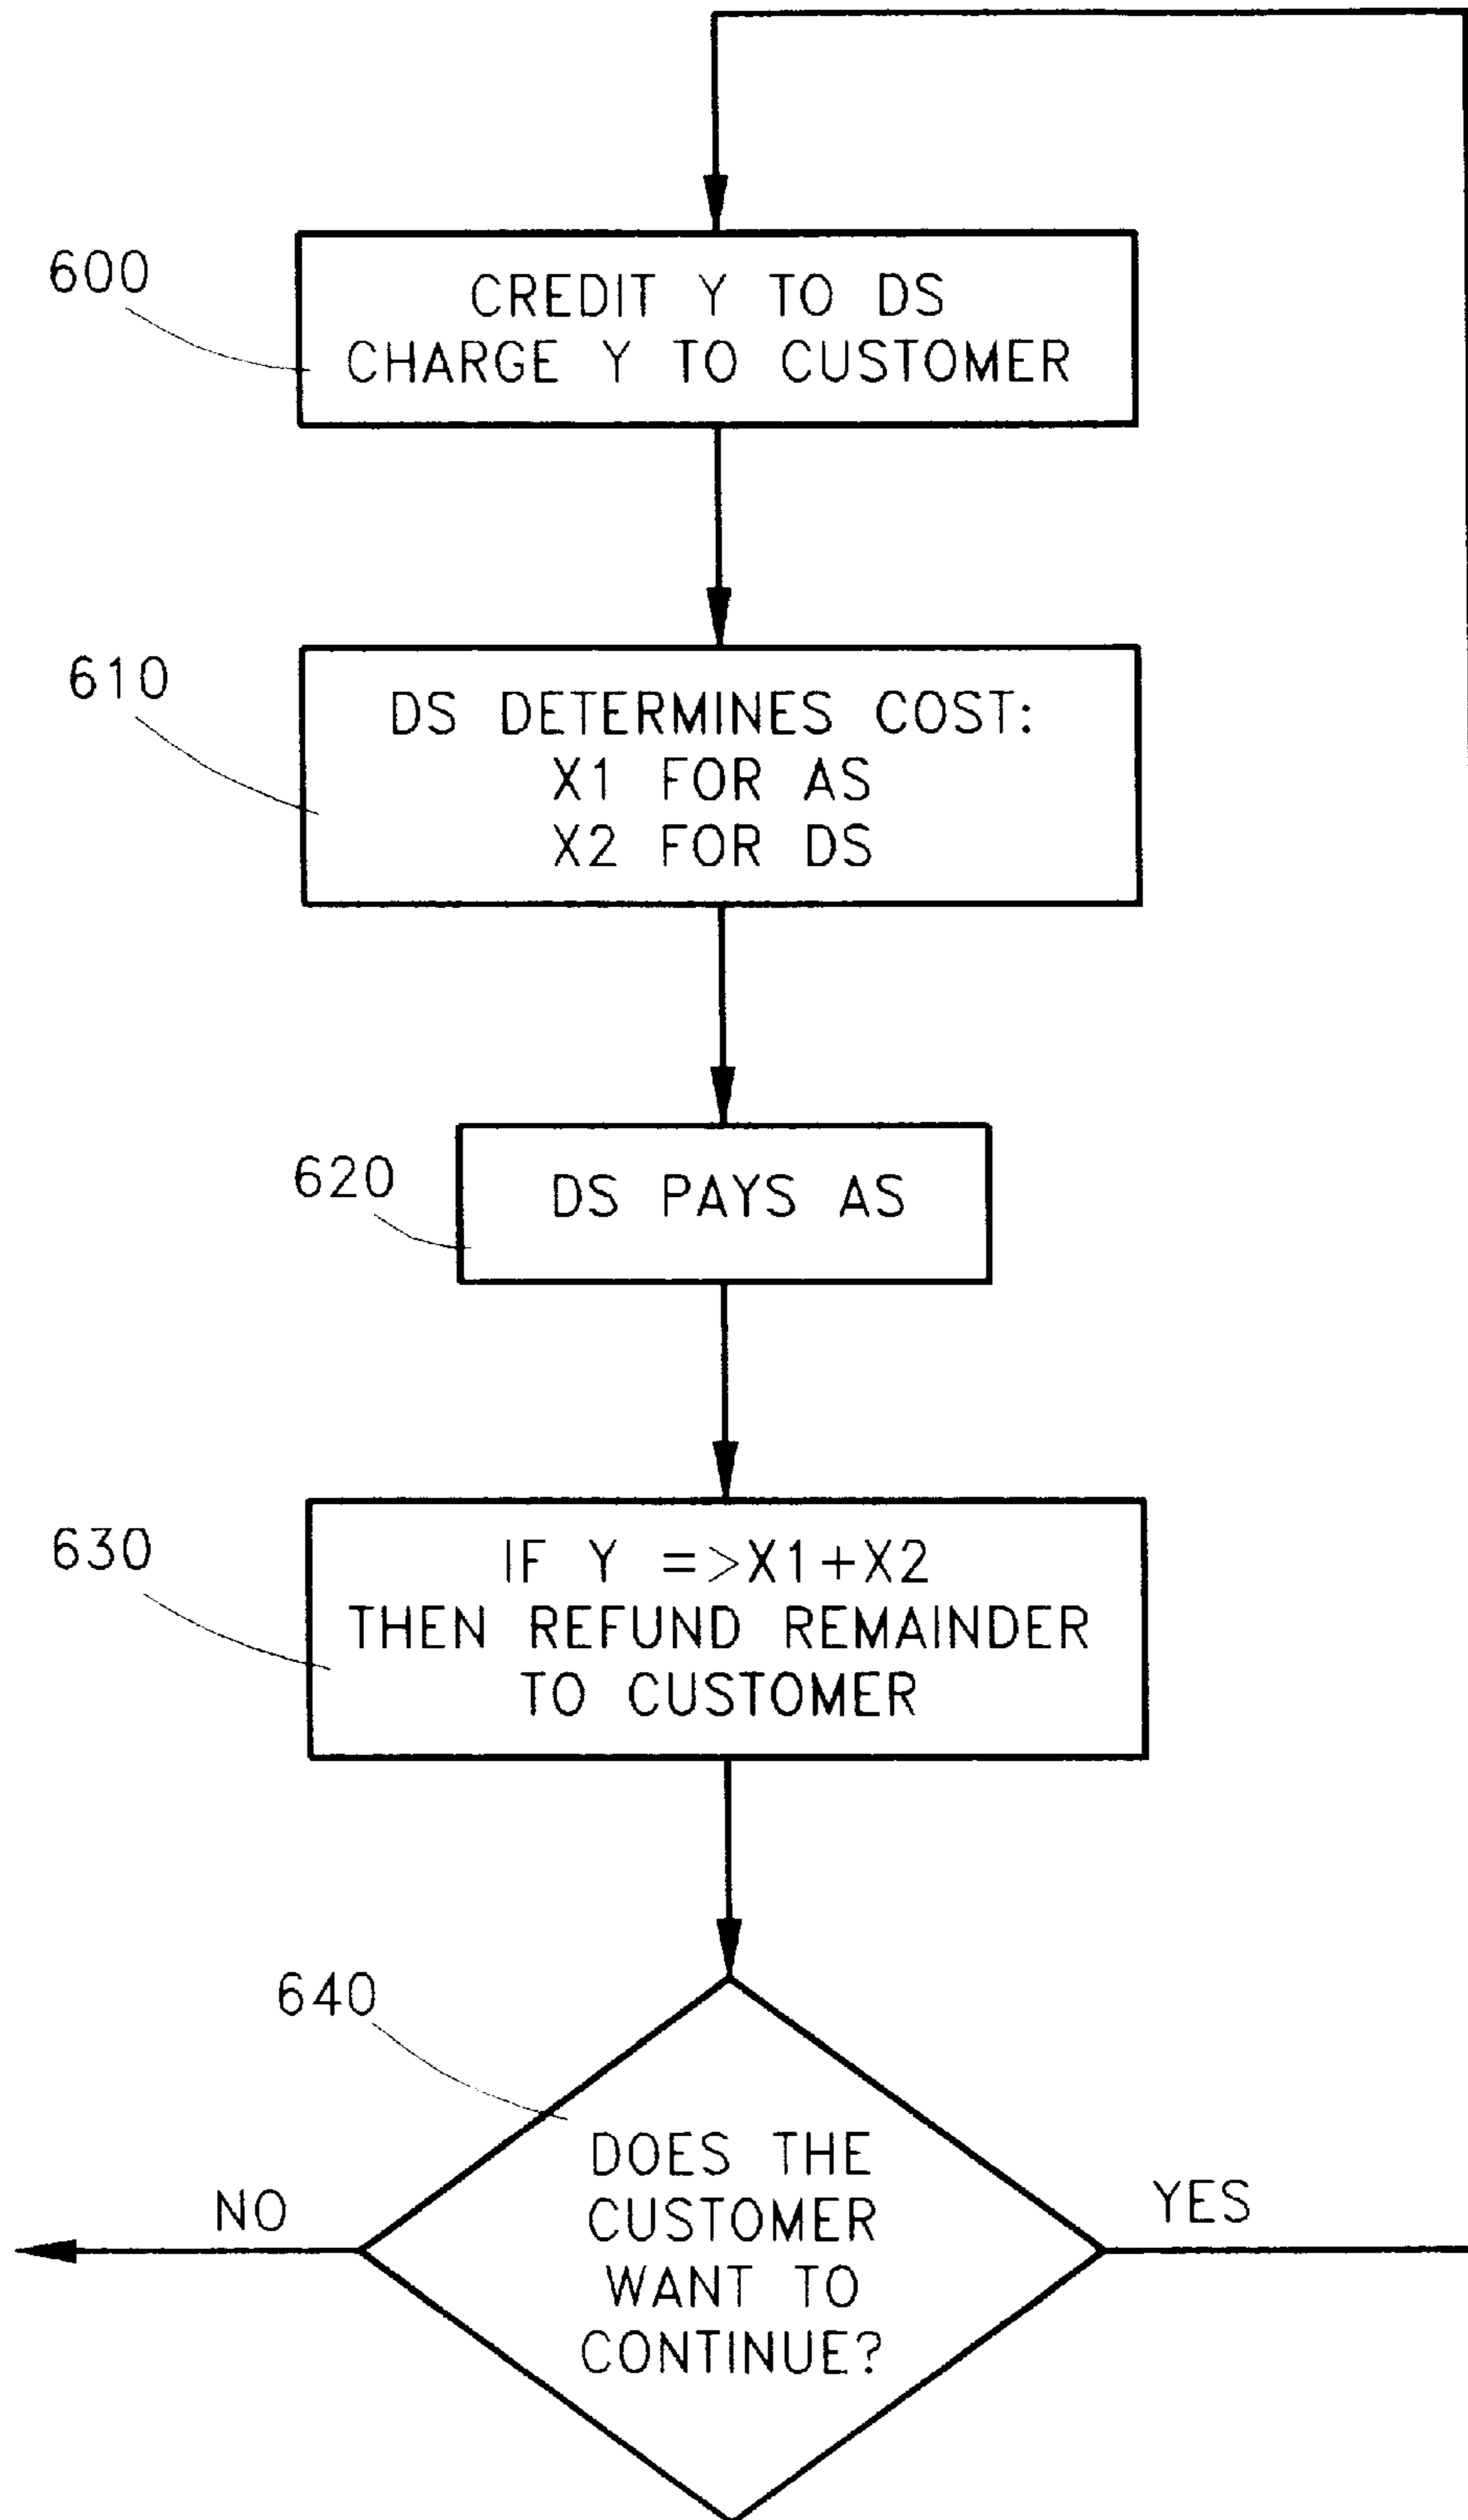 600
CREDIT Y TO DS
CHARGE Y TO CUSTOMER
610
DS DETERMINES COST:
X1 FOR AS
X2 FOR DS
620
DS PAYS AS
630
IF Y =>X1+X2
THEN REFUND REMAINDER
TO CUSTOMER
640
DOES THE
CUSTOMER
WANT TO
CONTINUE?
NO
YES